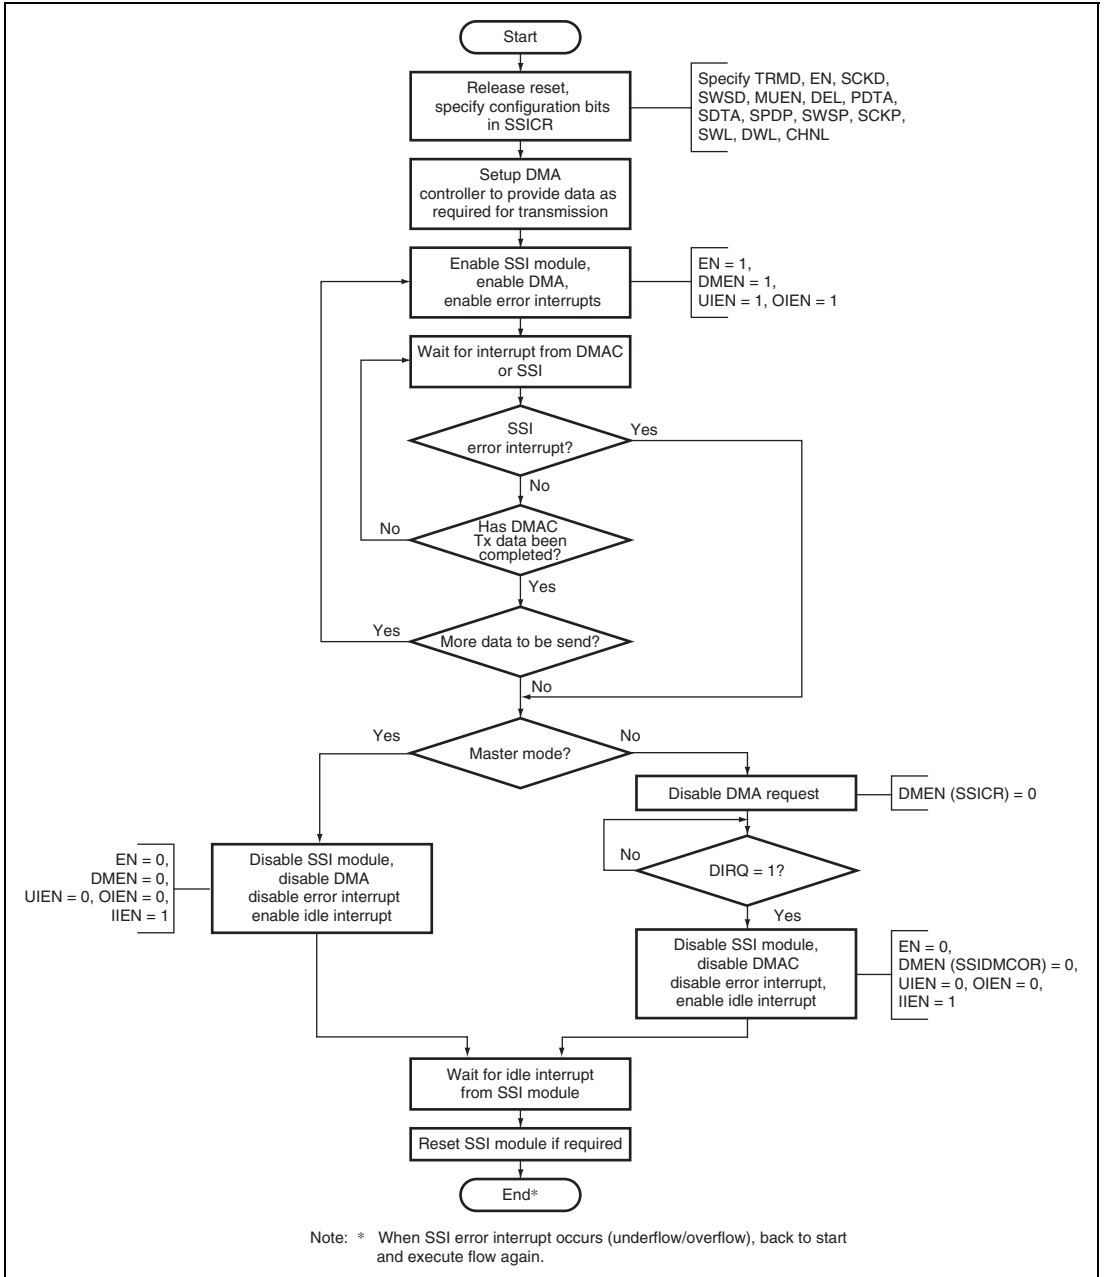 Start
Release reset,
specify configuration bits
in SSICR
Specify TRMD, EN, SCKD,
SWSD, MUEN, DEL, PDTA,
SDTA, SPDP, SWSP, SCKP,
SWL, DWL, CHNL
Setup DMA
controller to provide data as
required for transmission
Enable SSI module,
enable DMA,
enable error interrupts
EN = 1,
DMEN = 1,
UIEN = 1, OIEN = 1
Wait for interrupt from DMAC
or SSI
SSI
error interrupt?
Yes
No
Has DMAC
Tx data been
completed?
No
Yes
More data to be send?
Yes
No
Master mode?
Yes
No
Disable DMA request
DMEN (SSICR) = 0
DIRQ = 1?
No
Yes
EN = 0,
DMEN = 0,
UIEN = 0, OIEN = 0,
IIEN = 1
Disable SSI module,
disable DMA
disable error interrupt
enable idle interrupt
Disable SSI module,
disable DMAC
disable error interrupt,
enable idle interrupt
EN = 0,
DMEN (SSIDMCOR) = 0,
UIEN = 0, OIEN = 0,
IIEN = 1
Wait for idle interrupt
from SSI module
Reset SSI module if required
End*
Note: * When SSI error interrupt occurs (underflow/overflow), back to start
and execute flow again.